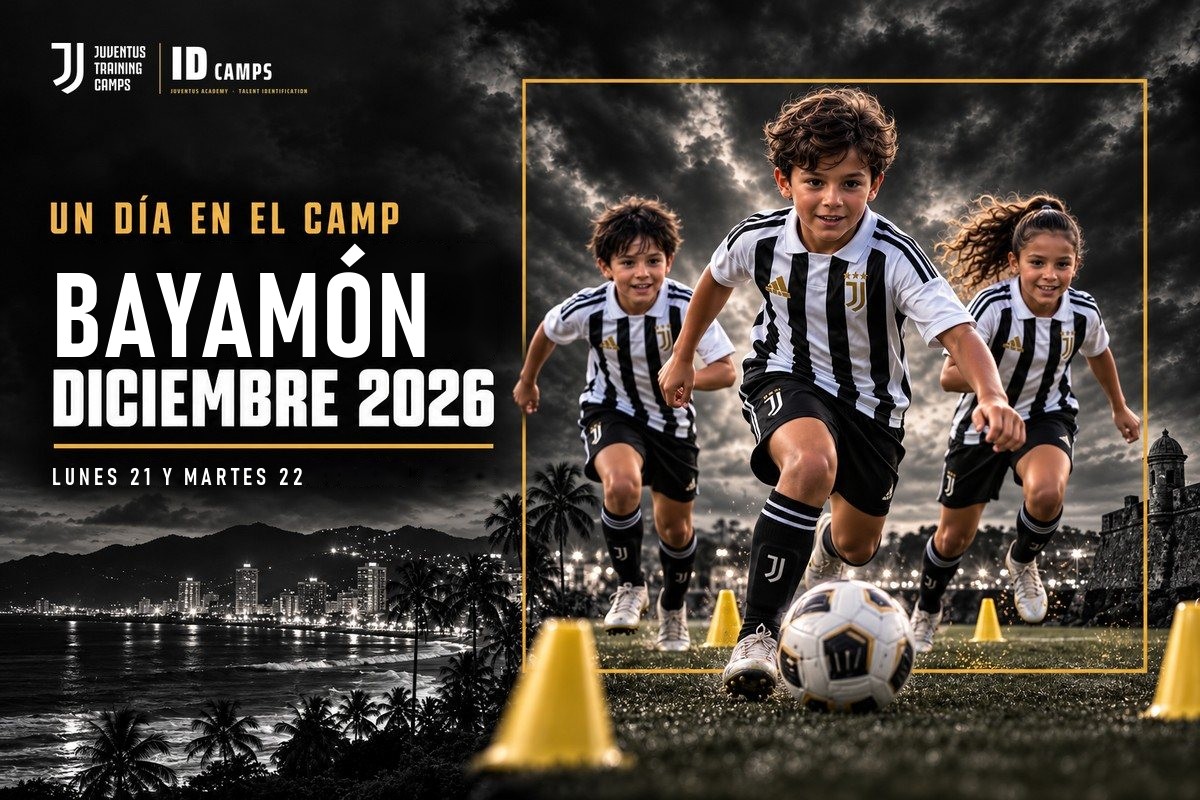 JUVENTUS
TRAINING
CAMPS
ID CAMPS
JUVENTUS ACADEMY · TALENT IDENTIFICATION
UN DÍA EN EL CAMP
BAYAMÓN
DICIEMBRE 2026
LUNES 21 Y MARTES 22